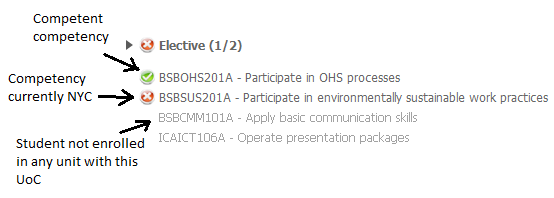 Competent
competency
Elective (1/2)
BSBOHS201A - Participate in OHS processes
Competency
currently NYC
BSBSUS201A - Participate in environmentally sustainable work practices
BSBCMM101A - Apply basic communication skills
ICAICT106A - Operate presentation packages
Student not enrolled
in any unit with this
UoC